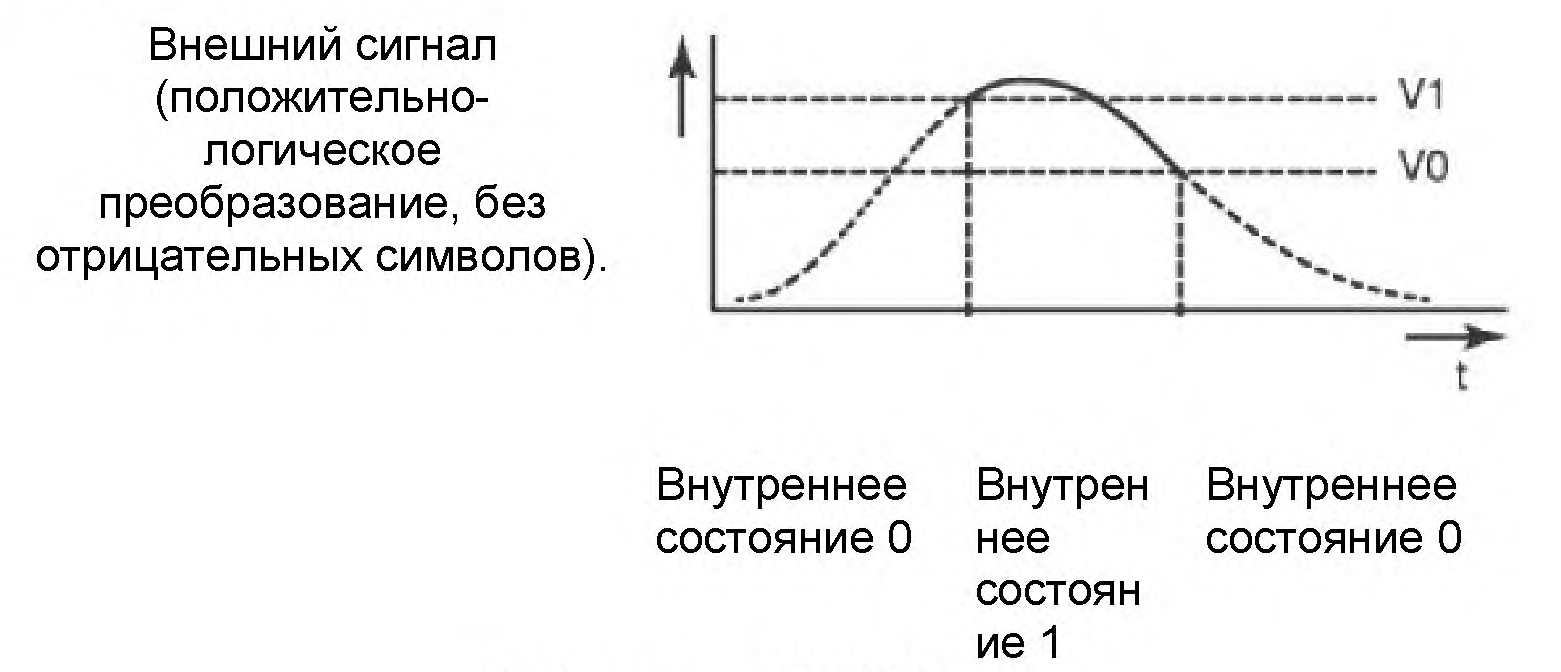 Внешний сигнал
(положительно-
логическое
преобразование, без
отрицательных символов).
V1
V0
t
Внутреннее
состояние 0
Внутрен
нее
состоян
ие 1
Внутреннее
состояние 0